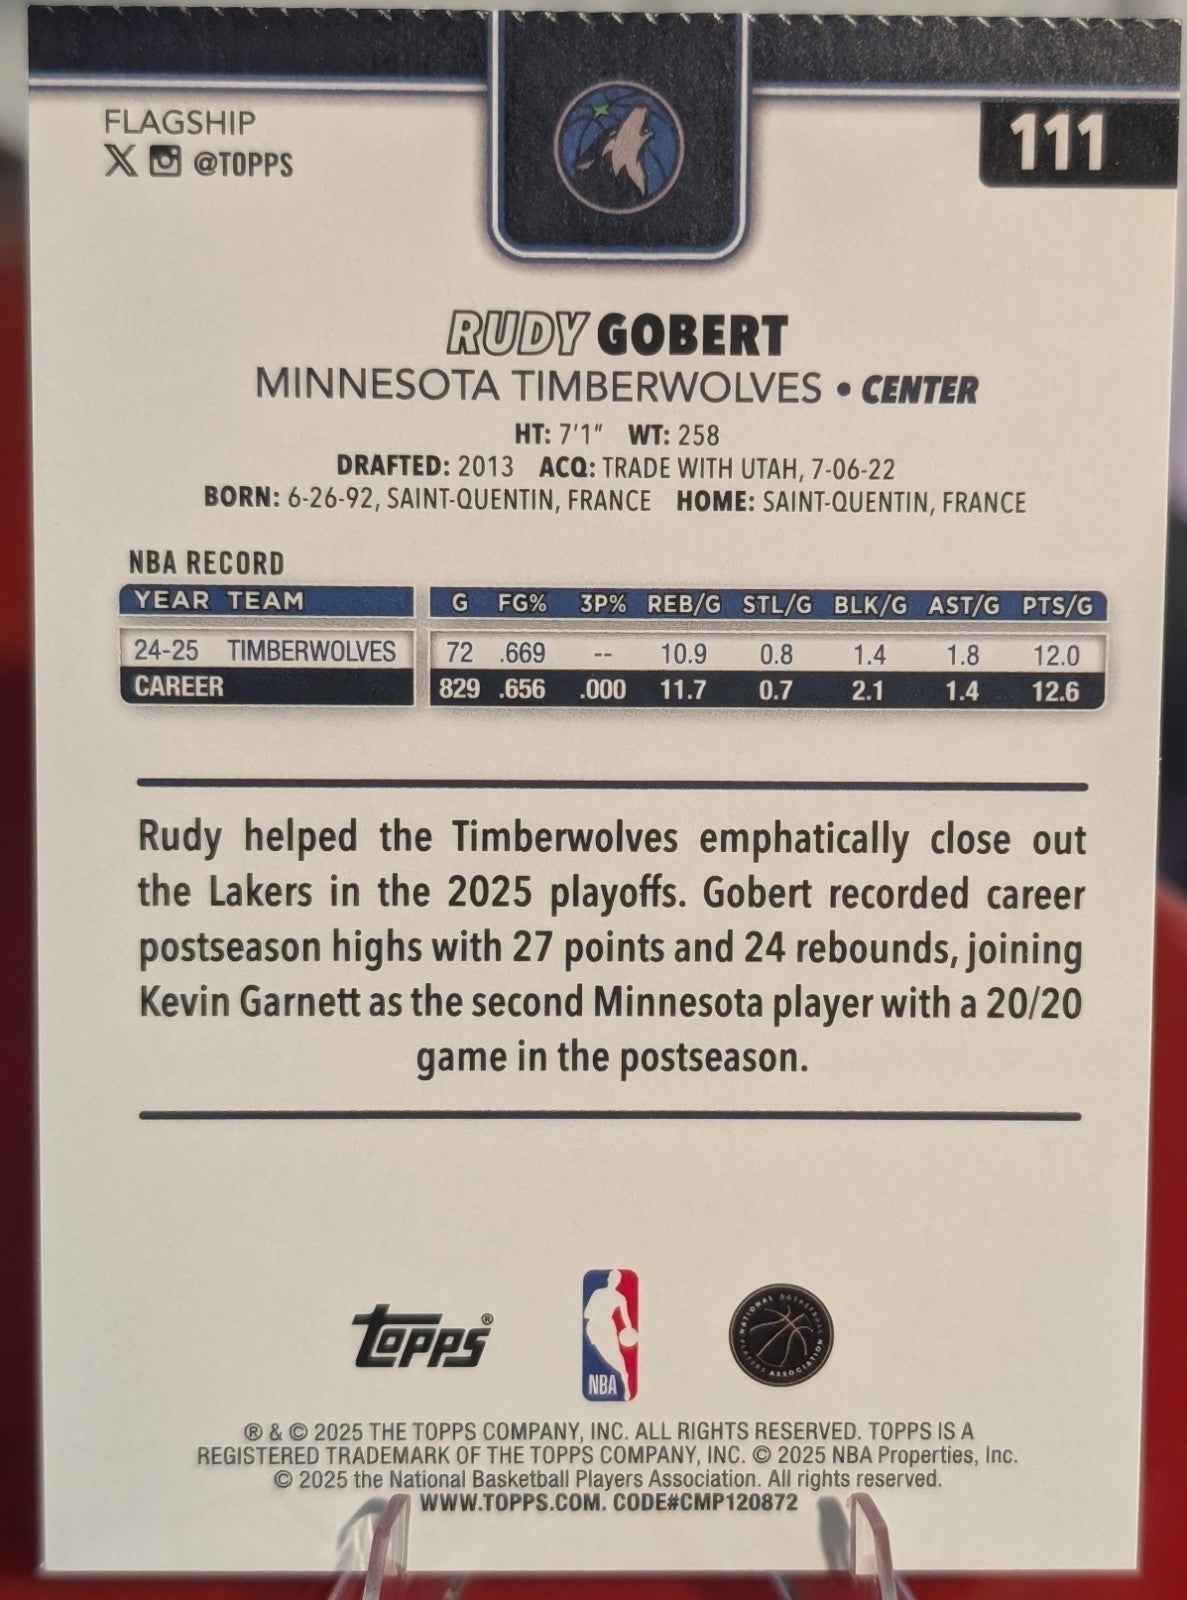 FLAGSHIP
X @TOPPS
111
RUDY GOBERT
MINNESOTA TIMBERWOLVES • CENTER
HT: 7'1" WT: 258
DRAFTED: 2013 ACQ: TRADE WITH UTAH, 7-06-22
BORN: 6-26-92, SAINT-QUENTIN, FRANCE HOME: SAINT-QUENTIN, FRANCE
NBA RECORD
YEAR TEAM G FG% 3P% REB/G STL/G BLK/G AST/G PTS/G
24-25 TIMBERWOLVES 72 .669 -- 10.9 0.8 1.4 1.8 12.0
CAREER 829 .656 .000 11.7 0.7 2.1 1.4 12.6
Rudy helped the Timberwolves emphatically close out
the Lakers in the 2025 playoffs. Gobert recorded career
postseason highs with 27 points and 24 rebounds, joining
Kevin Garnett as the second Minnesota player with a 20/20
game in the postseason.
TOPPS®
NBA
NATIONAL BASKETBALL PLAYERS ASSOCIATION
® & © 2025 THE TOPPS COMPANY, INC. ALL RIGHTS RESERVED. TOPPS IS A
REGISTERED TRADEMARK OF THE TOPPS COMPANY, INC. © 2025 NBA Properties, Inc.
© 2025 the National Basketball Players Association. All rights reserved.
WWW.TOPPS.COM. CODE#CMP120872